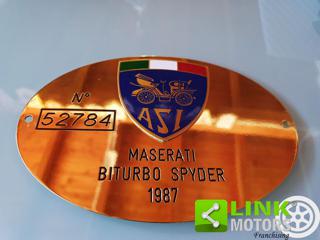 N°
52784
ASI
MASERATI
BITURBO SPYDER
1987
LINK
MOTORS
Franchising